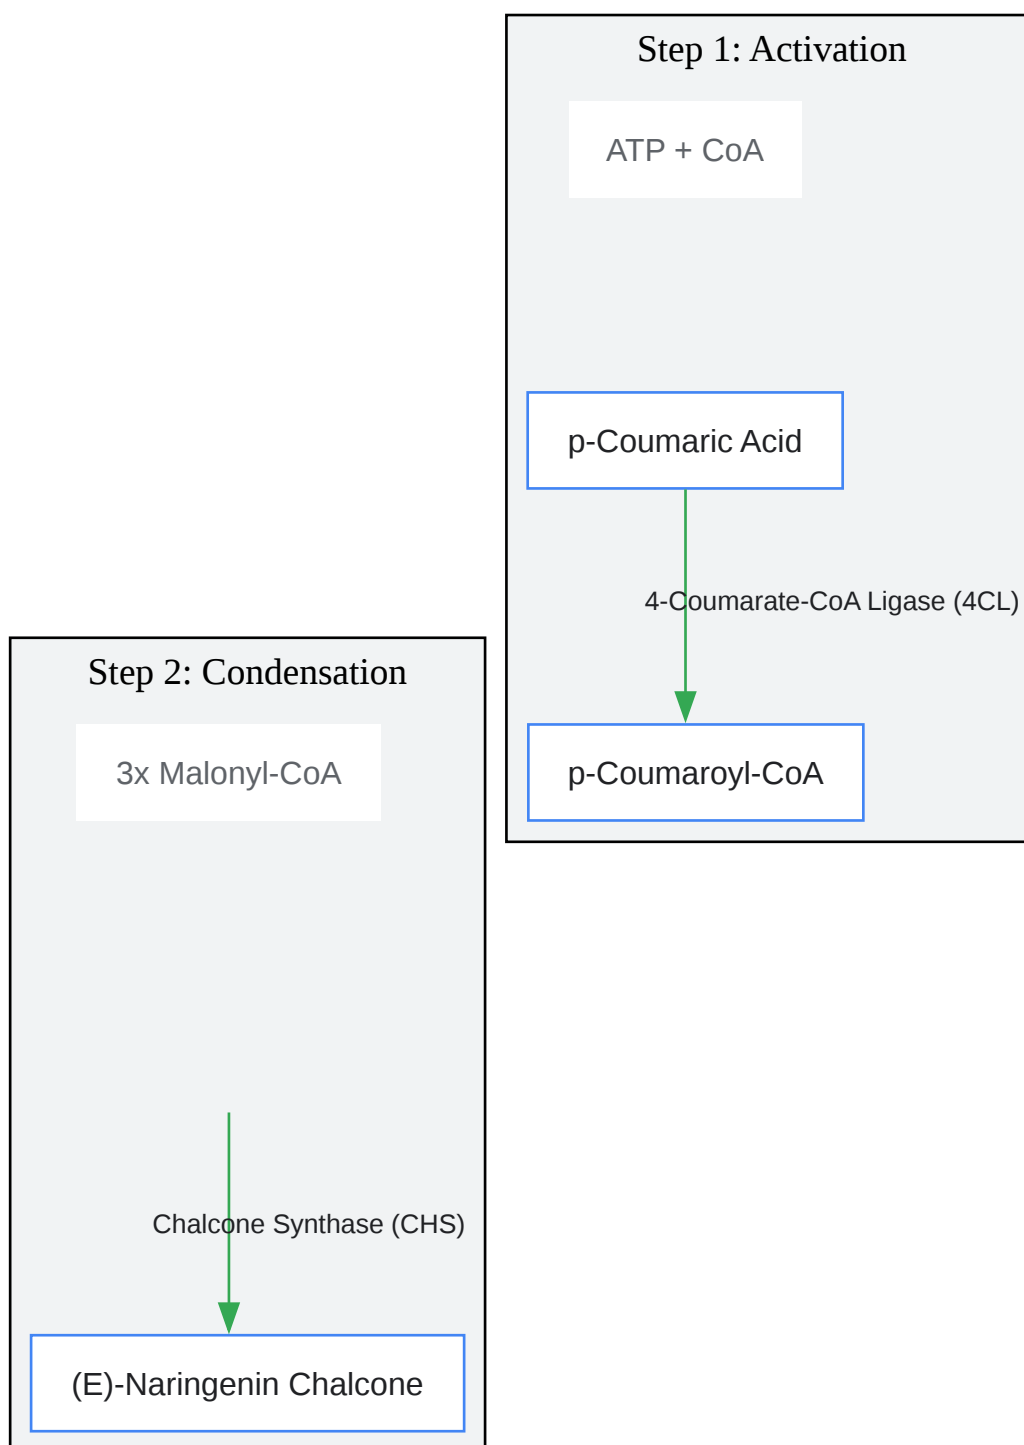 Step 1: Activation
ATP + CoA
p-Coumaric Acid
4-Coumarate-CoA Ligase (4CL)
p-Coumaroyl-CoA
Step 2: Condensation
3x Malonyl-CoA
Chalcone Synthase (CHS)
(E)-Naringenin Chalcone